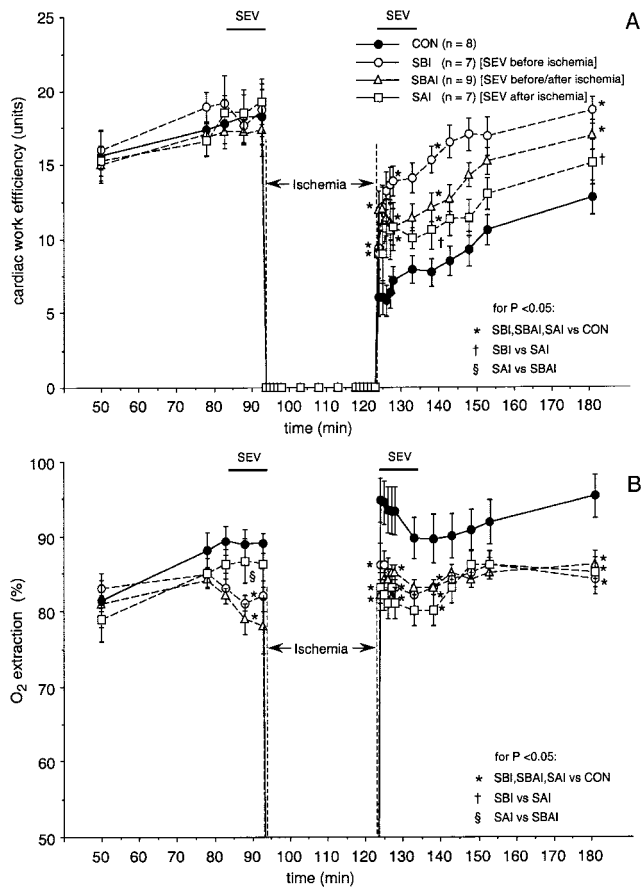 SEV
SEV
A
CON (n = 8)
SBI (n = 7) [SEV before ischemia]
SBAI (n = 9) [SEV before/after ischemia]
SAI (n = 7) [SEV after ischemia]
cardiac work efficiency (units)
25
20
15
10
5
0
Ischemia
* * * * * * * * *
†
†
for P <0.05:
* SBI,SBAI,SAI vs CON
† SBI vs SAI
§ SAI vs SBAI
50 60 70 80 90 100 110 120 130 140 150 160 170 180
time (min)
SEV
SEV
B
O2 extraction (%)
100
90
80
70
60
50
Ischemia
§
* * * * * * * * * * *
for P <0.05:
* SBI,SBAI,SAI vs CON
† SBI vs SAI
§ SAI vs SBAI
50 60 70 80 90 100 110 120 130 140 150 160 170 180
time (min)